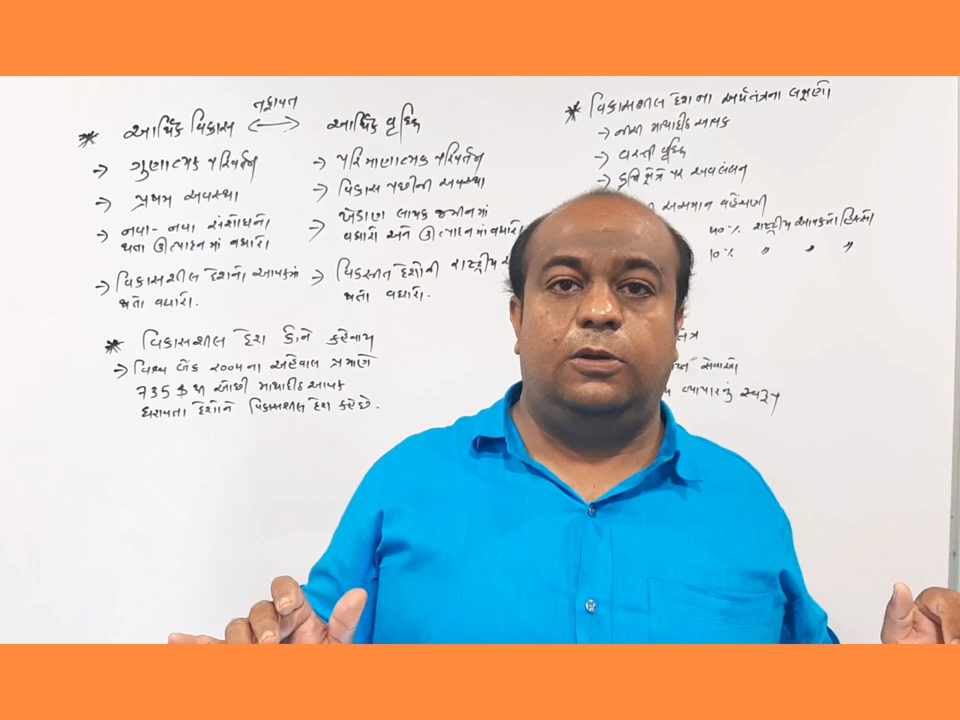 તફાવત
* આર્થિક વિકાસ ↔ આર્થિક વૃદ્ધિ
→ ગુણાત્મક પરિવર્તન
→ પ્રથમ અવસ્થા
→ નવા-નવા સંશોધનો
થતા ઉત્પાદનમાં વધારો.
→ વિકાસશીલ દેશોની આવકમાં
થતો વધારો.
→ પરિમાણાત્મક પરિવર્તન
→ વિકાસ પછીની અવસ્થા
→ ખેડાણ લાયક જમીનમાં
વધારો અને ઉત્પાદનમાં વધારો
→ વિકસીત દેશોની રાષ્ટ્રીય
થતો વધારો.
* વિકાસશીલ દેશ કોને કહેવાય
→ વિશ્વ બેંક ૨૦૦૫ના અહેવાલ પ્રમાણે
735 $ થી ઓછી માથાદીઠ આવક
ધરાવતા દેશોને વિકાસશીલ દેશ કહે છે.
* વિકાસશીલ દેશના અર્થતંત્રના લક્ષણો
→ નીચી માથાદીઠ આવક
→ વસ્તી વૃદ્ધિ
→ કૃષિ ક્ષેત્ર પર અવલંબન
અસમાન વહેંચણી
૪૦% રાષ્ટ્રીય આવકનો હિસ્સો
૧૦% " " "
સેવાઓ
વ્યાપારનું સ્વરૂપ